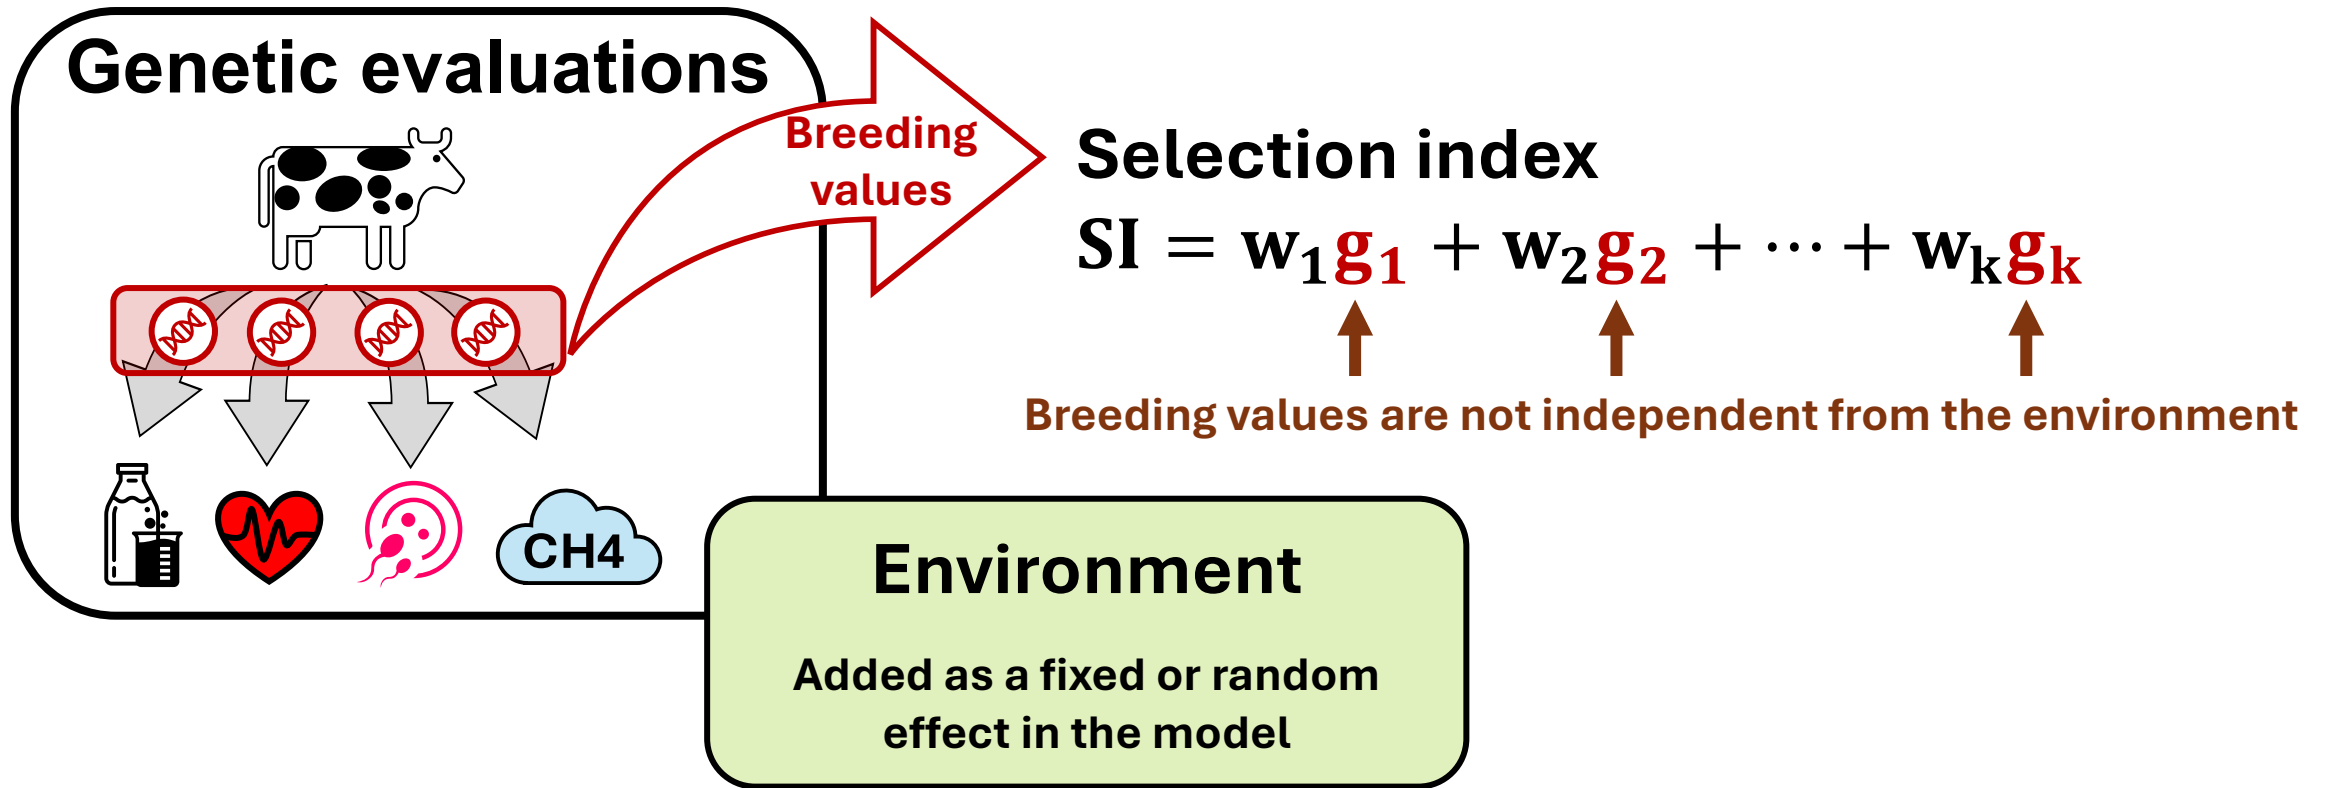 Genetic evaluations
Breeding
values
CH4
Selection index
SI = w₁g₁ + w₂g₂ + ⋯ + wₖgₖ
Breeding values are not independent from the environment
Environment
Added as a fixed or random
effect in the model